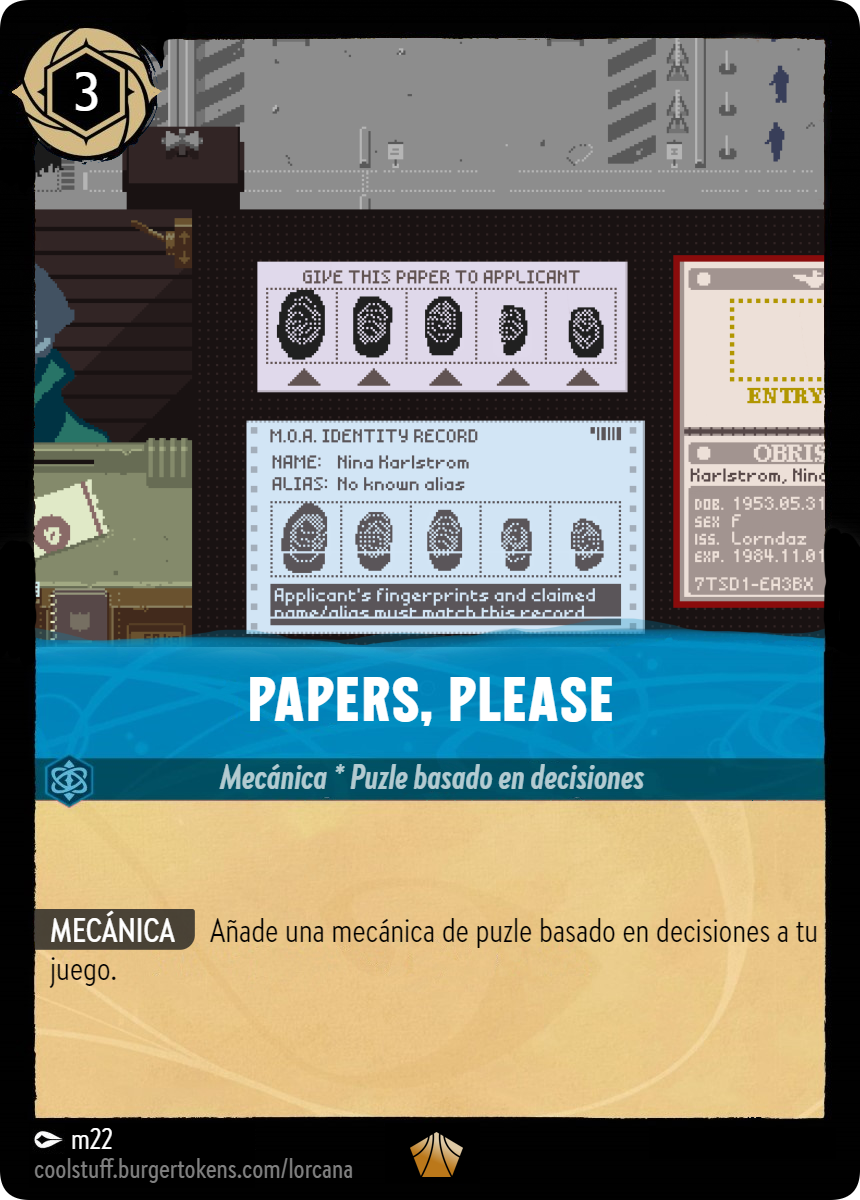 3
GIVE THIS PAPER TO APPLICANT
M.O.A. IDENTITY RECORD
NAME: Nina Karlstrom
ALIAS: No known alias
Applicant's fingerprints and claimed
name/alias must match this record
ENTRY
OBRIS
Karlstrom, Nina
DOB. 1953.05.31
SEX F
ISS. Lorndaz
EXP. 1984.11.01
7TSD1-EA3BX
PAPERS, PLEASE
Mecánica * Puzle basado en decisiones
MECÁNICA Añade una mecánica de puzle basado en decisiones a tu
juego.
m22
coolstuff.burgertokens.com/lorcana